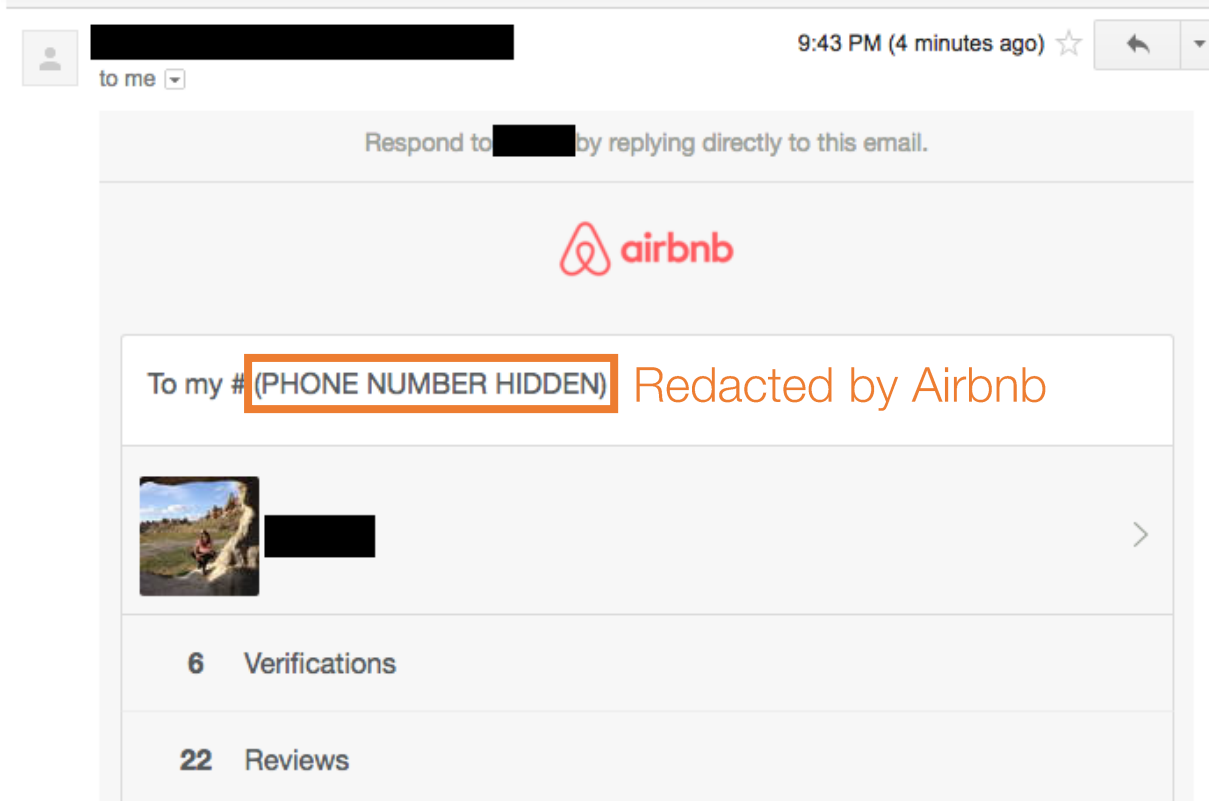 9:43 PM (4 minutes ago)
to me
Respond to by replying directly to this email.
airbnb
To my # (PHONE NUMBER HIDDEN) Redacted by Airbnb
6 Verifications
22 Reviews